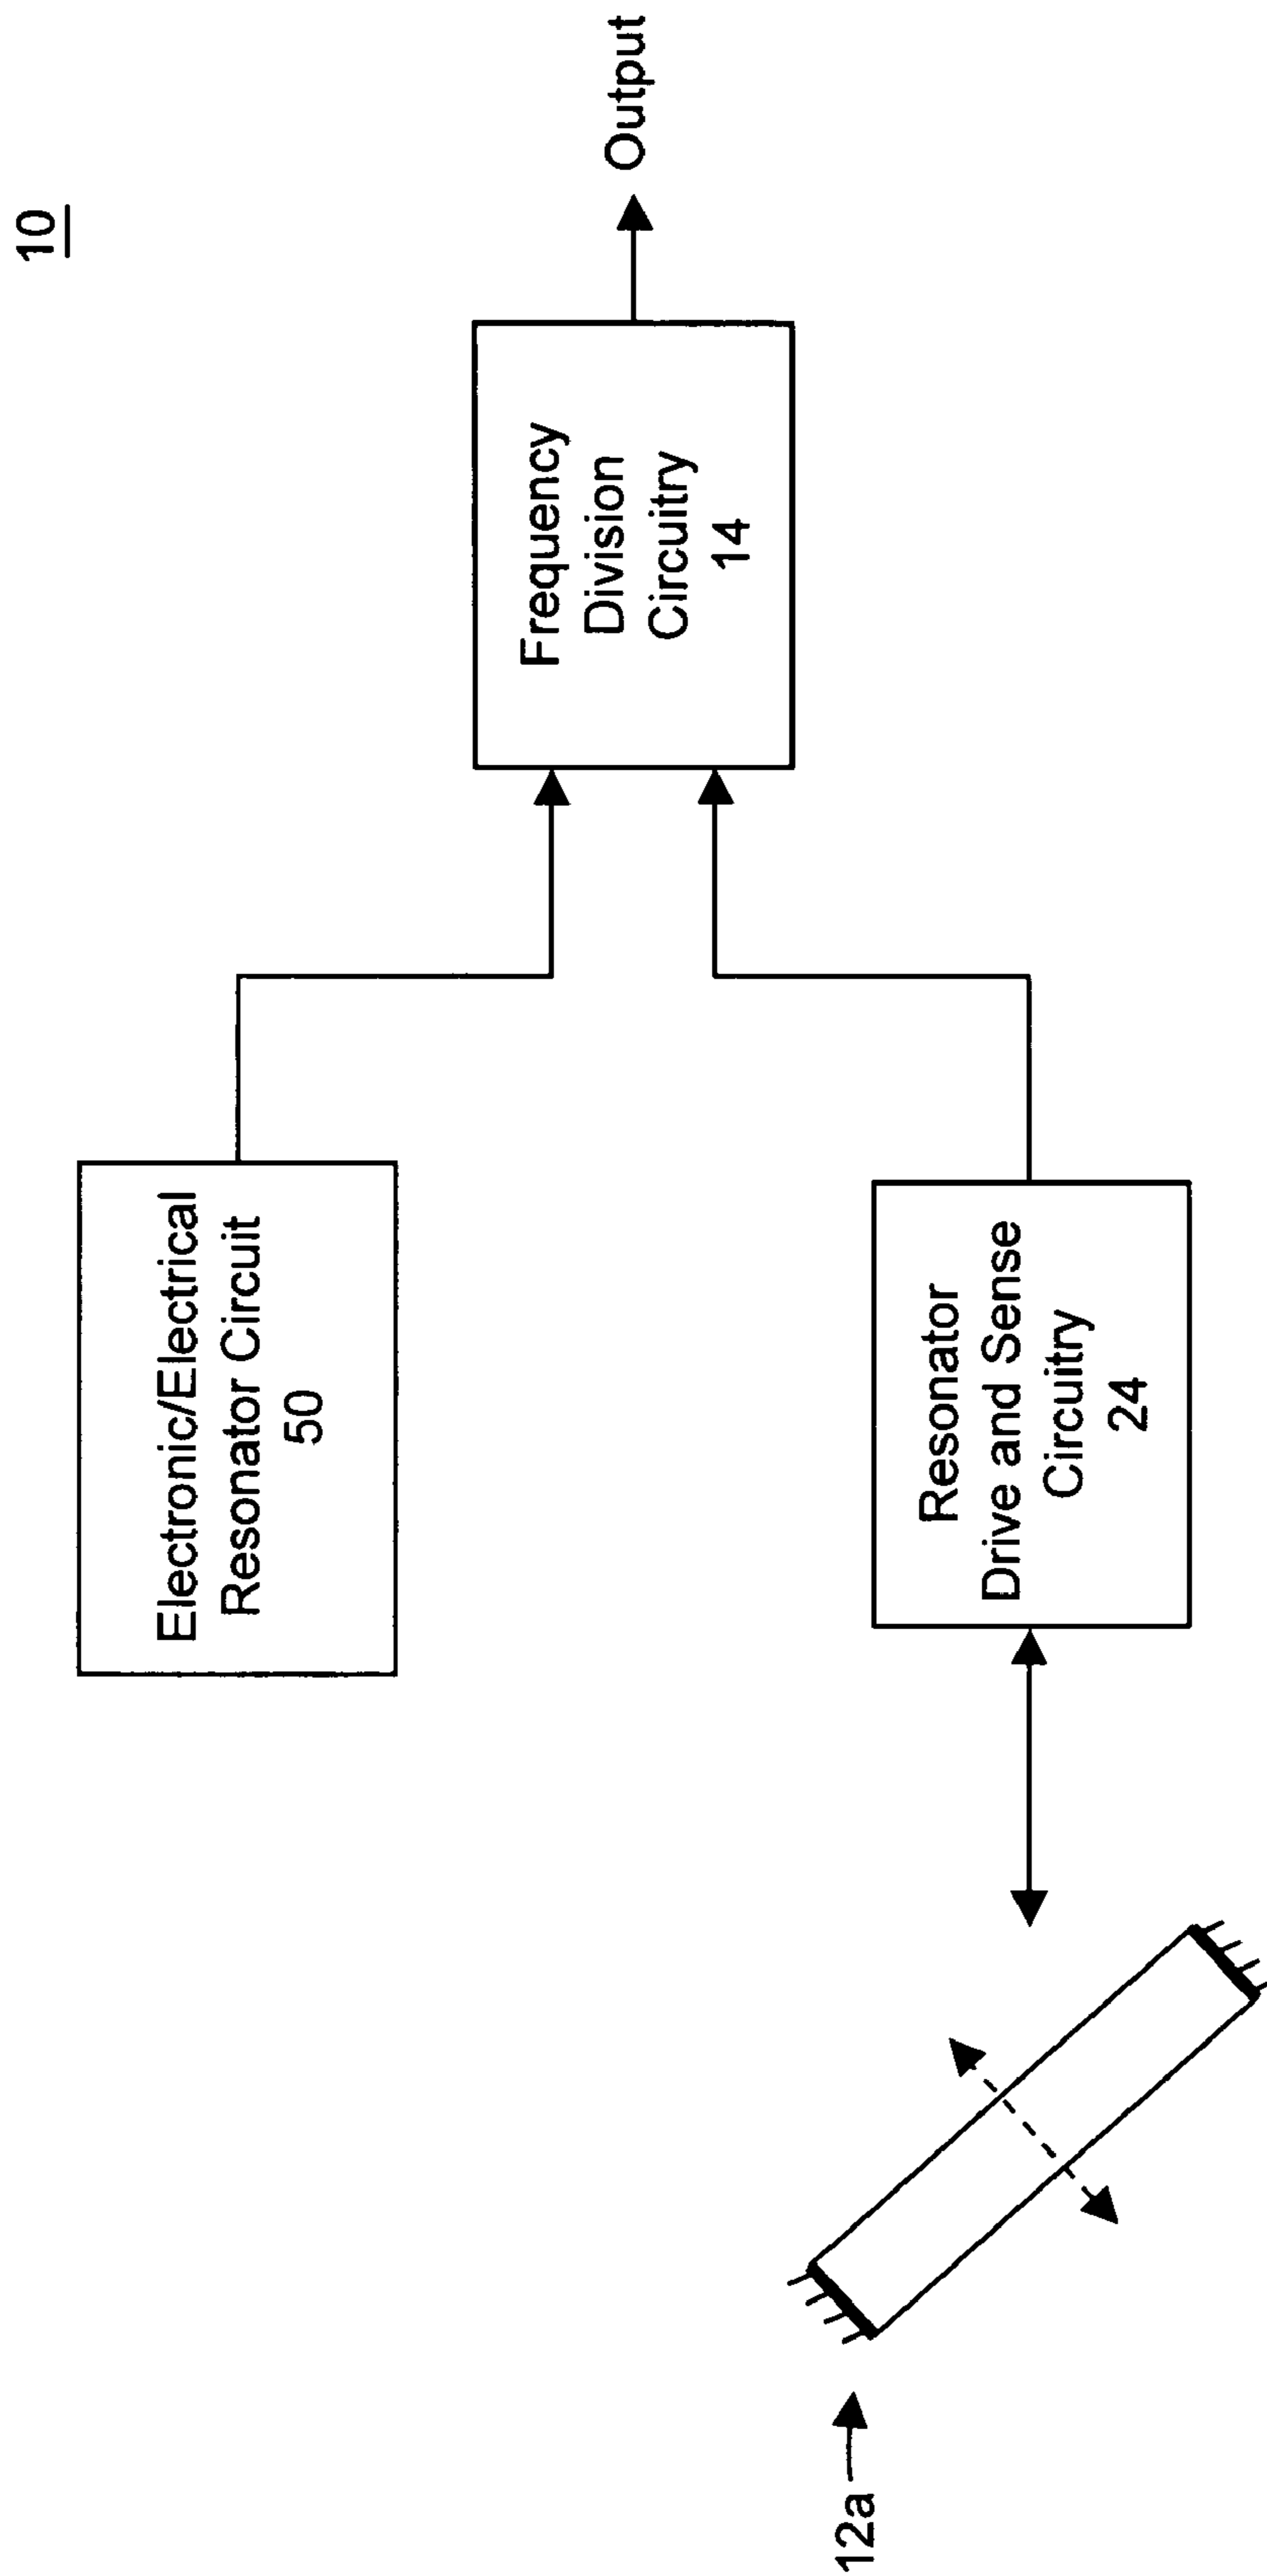 10
Electronic/Electrical
Resonator Circuit
50
Frequency
Division
Circuitry
14
Output
Resonator
Drive and Sense
Circuitry
24
12a